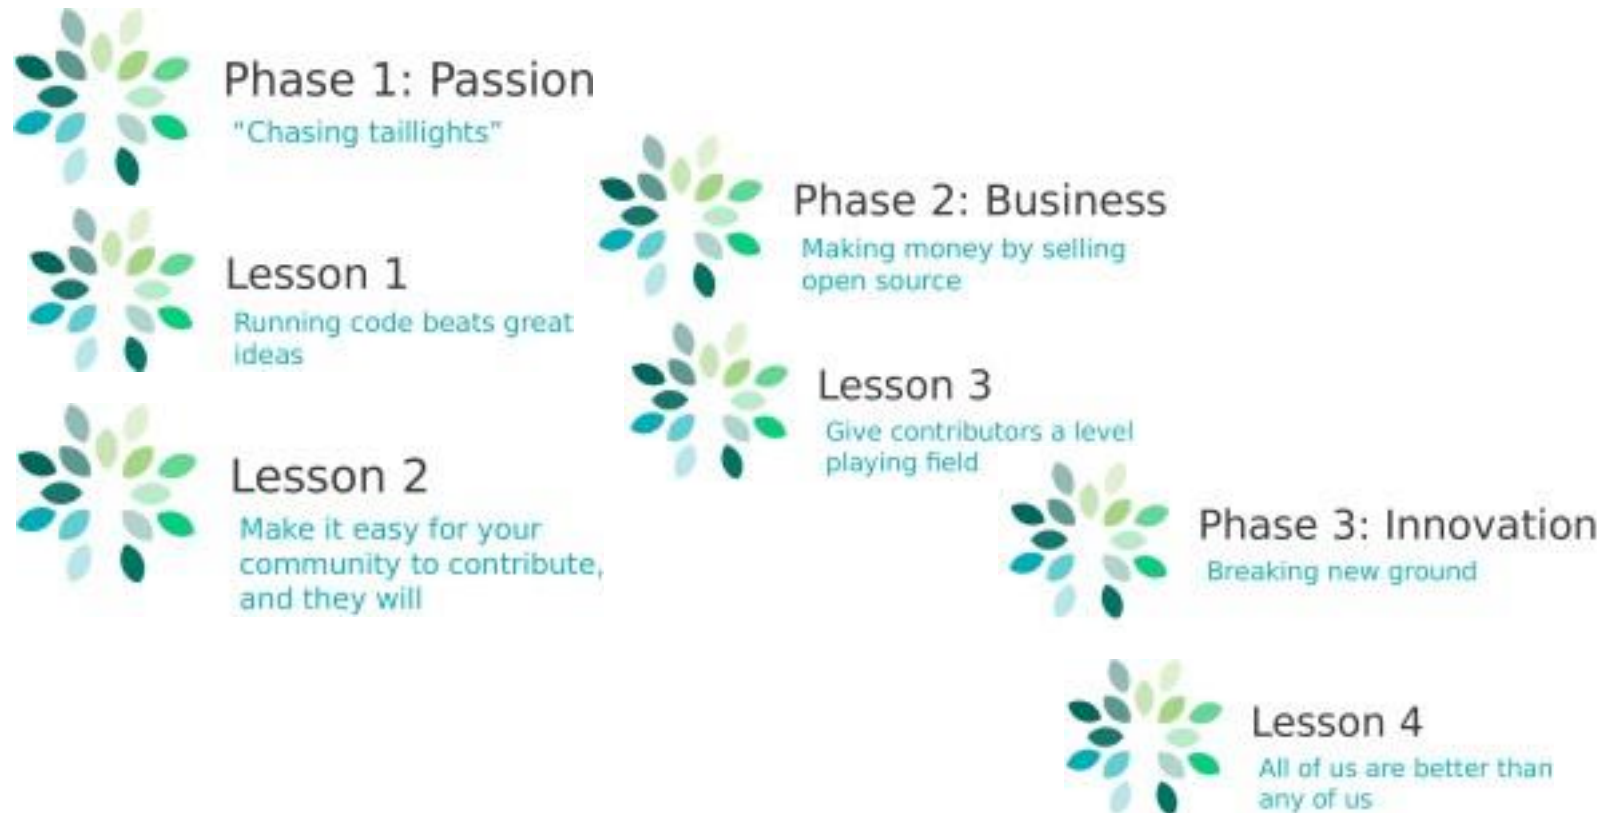 Phase 1: Passion
“Chasing taillights”
Lesson 1
Running code beats great
ideas
Lesson 2
Make it easy for your
community to contribute,
and they will
Phase 2: Business
Making money by selling
open source
Lesson 3
Give contributors a level
playing field
Phase 3: Innovation
Breaking new ground
Lesson 4
All of us are better than
any of us